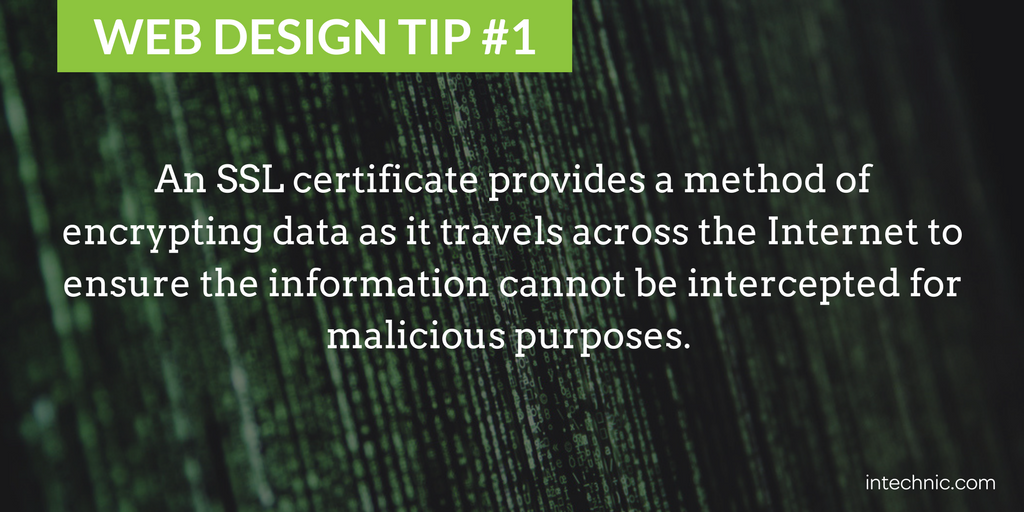 WEB DESIGN TIP #1
An SSL certificate provides a method of
encrypting data as it travels across the Internet to
ensure the information cannot be intercepted for
malicious purposes.
intechnic.com